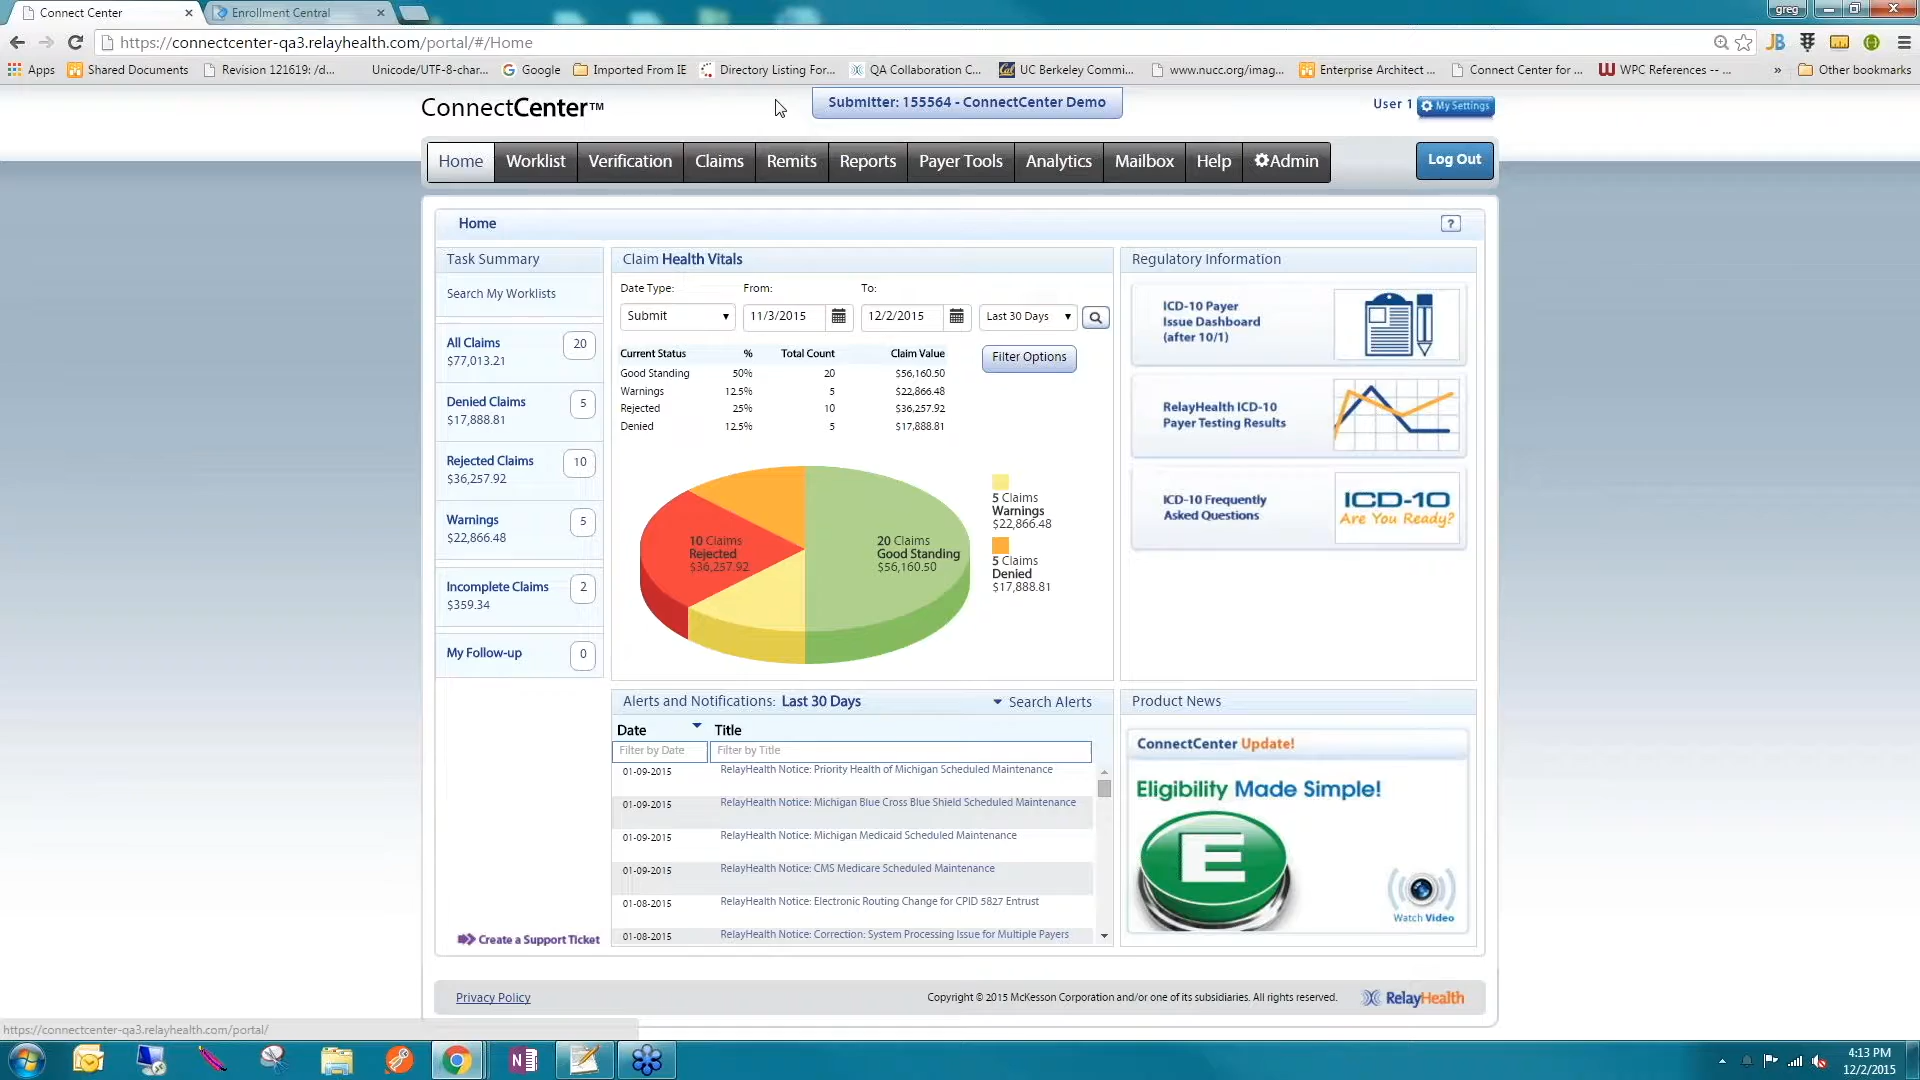 Connect Center
Enrollment Central
greg
https://connectcenter-qa3.relayhealth.com/portal/#/Home
Apps
Shared Documents
Revision 121619: /d...
Unicode/UTF-8-char...
Google
Imported From IE
Directory Listing For...
QA Collaboration C...
UC Berkeley Commi...
www.nucc.org/imag...
Enterprise Architect ...
Connect Center for ...
WPC References -- ...
»
Other bookmarks
ConnectCenter™
Submitter: 155564 - ConnectCenter Demo
User 1
My Settings
Home
Worklist
Verification
Claims
Remits
Reports
Payer Tools
Analytics
Mailbox
Help
Admin
Log Out
Home
?
Task Summary
Search My Worklists
All Claims
$77,013.21
20
Denied Claims
$17,888.81
5
Rejected Claims
$36,257.92
10
Warnings
$22,866.48
5
Incomplete Claims
$359.34
2
My Follow-up
0
Create a Support Ticket
Claim Health Vitals
Date Type: From: To:
Submit 11/3/2015 12/2/2015 Last 30 Days
Filter Options
Current Status % Total Count Claim Value
Good Standing 50% 20 $56,160.50
Warnings 12.5% 5 $22,866.48
Rejected 25% 10 $36,257.92
Denied 12.5% 5 $17,888.81
10 Claims
Rejected
$36,257.92
20 Claims
Good Standing
$56,160.50
5 Claims
Warnings
$22,866.48
5 Claims
Denied
$17,888.81
Alerts and Notifications: Last 30 Days
Search Alerts
Date Title
Filter by Date Filter by Title
01-09-2015 RelayHealth Notice: Priority Health of Michigan Scheduled Maintenance
01-09-2015 RelayHealth Notice: Michigan Blue Cross Blue Shield Scheduled Maintenance
01-09-2015 RelayHealth Notice: Michigan Medicaid Scheduled Maintenance
01-09-2015 RelayHealth Notice: CMS Medicare Scheduled Maintenance
01-08-2015 RelayHealth Notice: Electronic Routing Change for CPID 5827 Entrust
01-08-2015 RelayHealth Notice: Correction: System Processing Issue for Multiple Payers
Regulatory Information
ICD-10 Payer
Issue Dashboard
(after 10/1)
RelayHealth ICD-10
Payer Testing Results
ICD-10 Frequently
Asked Questions
ICD-10
Are You Ready?
Product News
ConnectCenter Update!
Eligibility Made Simple!
E
Watch Video
Privacy Policy
Copyright © 2015 McKesson Corporation and/or one of its subsidiaries. All rights reserved.
RelayHealth
https://connectcenter-qa3.relayhealth.com/portal/
4:13 PM
12/2/2015